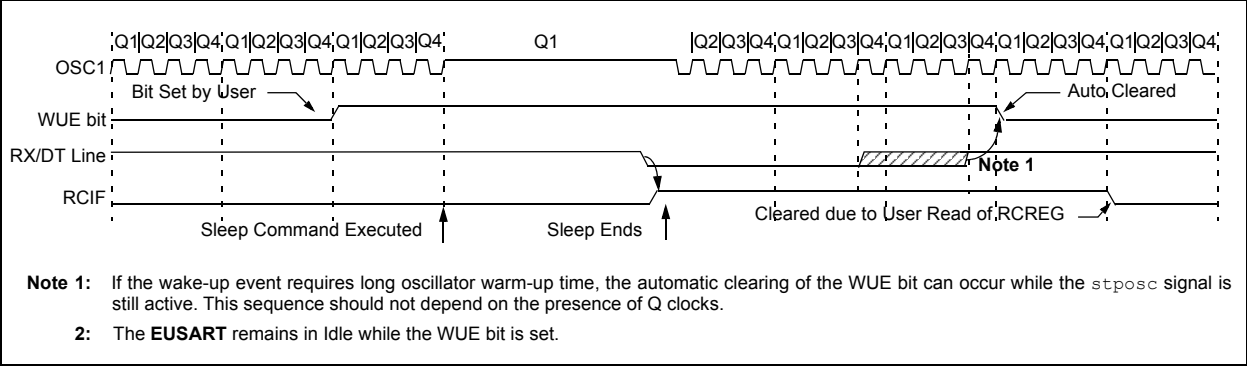 Q1 Q2 Q3 Q4 Q1 Q2 Q3 Q4 Q1 Q2 Q3 Q4 Q1 Q2 Q3 Q4 Q1 Q2 Q3 Q4 Q1 Q2 Q3 Q4 Q1 Q2 Q3 Q4 Q1 Q2 Q3 Q4
OSC1
Bit Set by User Auto Cleared
WUE bit
RX/DT Line
Note 1
RCIF
Cleared due to User Read of RCREG
Sleep Command Executed Sleep Ends
Note 1: If the wake-up event requires long oscillator warm-up time, the automatic clearing of the WUE bit can occur while the stposc signal is
still active. This sequence should not depend on the presence of Q clocks.
2: The EUSART remains in Idle while the WUE bit is set.